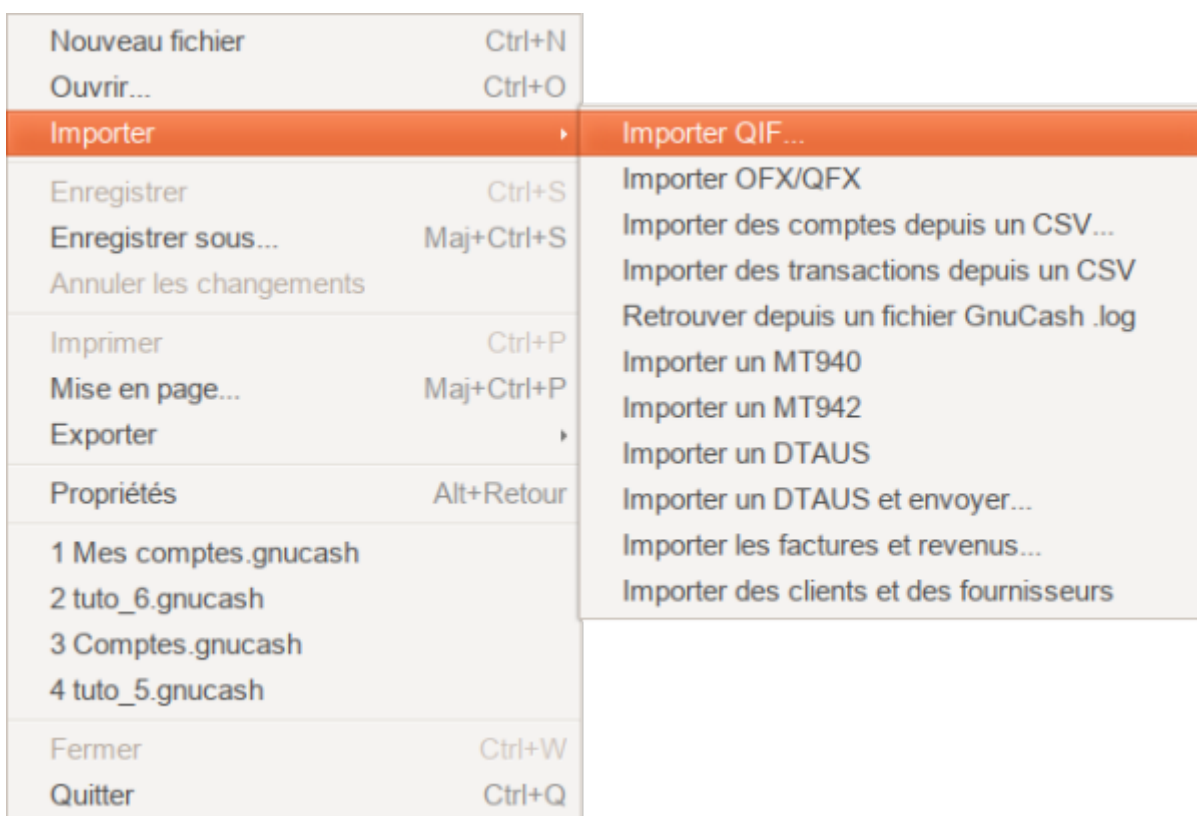 Nouveau fichier Ctrl+N
Ouvrir... Ctrl+O
Importer
Enregistrer Ctrl+S
Enregistrer sous... Maj+Ctrl+S
Annuler les changements
Imprimer Ctrl+P
Mise en page... Maj+Ctrl+P
Exporter
Propriétés Alt+Retour
1 Mes comptes.gnucash
2 tuto_6.gnucash
3 Comptes.gnucash
4 tuto_5.gnucash
Fermer Ctrl+W
Quitter Ctrl+Q
Importer QIF...
Importer OFX/QFX
Importer des comptes depuis un CSV...
Importer des transactions depuis un CSV
Retrouver depuis un fichier GnuCash .log
Importer un MT940
Importer un MT942
Importer un DTAUS
Importer un DTAUS et envoyer...
Importer les factures et revenus...
Importer des clients et des fournisseurs